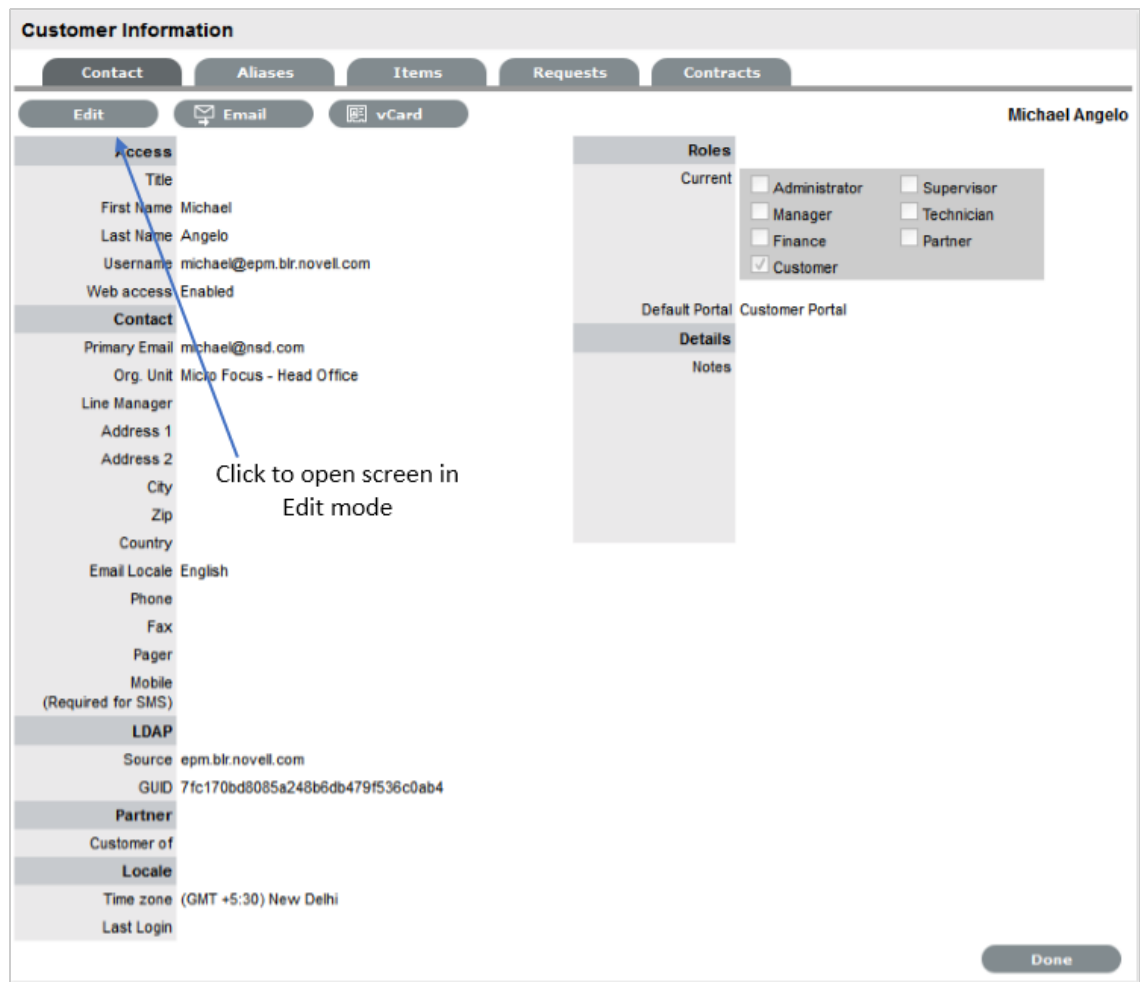 Customer Information
Contact Aliases Items Requests Contracts
Edit Email vCard Michael Angelo
Access
Title
First Name Michael
Last Name Angelo
Username michael@epm.blr.novell.com
Web access Enabled
Contact
Primary Email michael@nsd.com
Org. Unit Micro Focus - Head Office
Line Manager
Address 1
Address 2
City
Zip
Country
Email Locale English
Phone
Fax
Pager
Mobile
(Required for SMS)
LDAP
Source epm.blr.novell.com
GUID 7fc170bd8085a248b6db479f536c0ab4
Partner
Customer of
Locale
Time zone (GMT +5:30) New Delhi
Last Login
Click to open screen in
Edit mode
Roles
Current
Administrator Supervisor
Manager Technician
Finance Partner
Customer
Default Portal Customer Portal
Details
Notes
Done